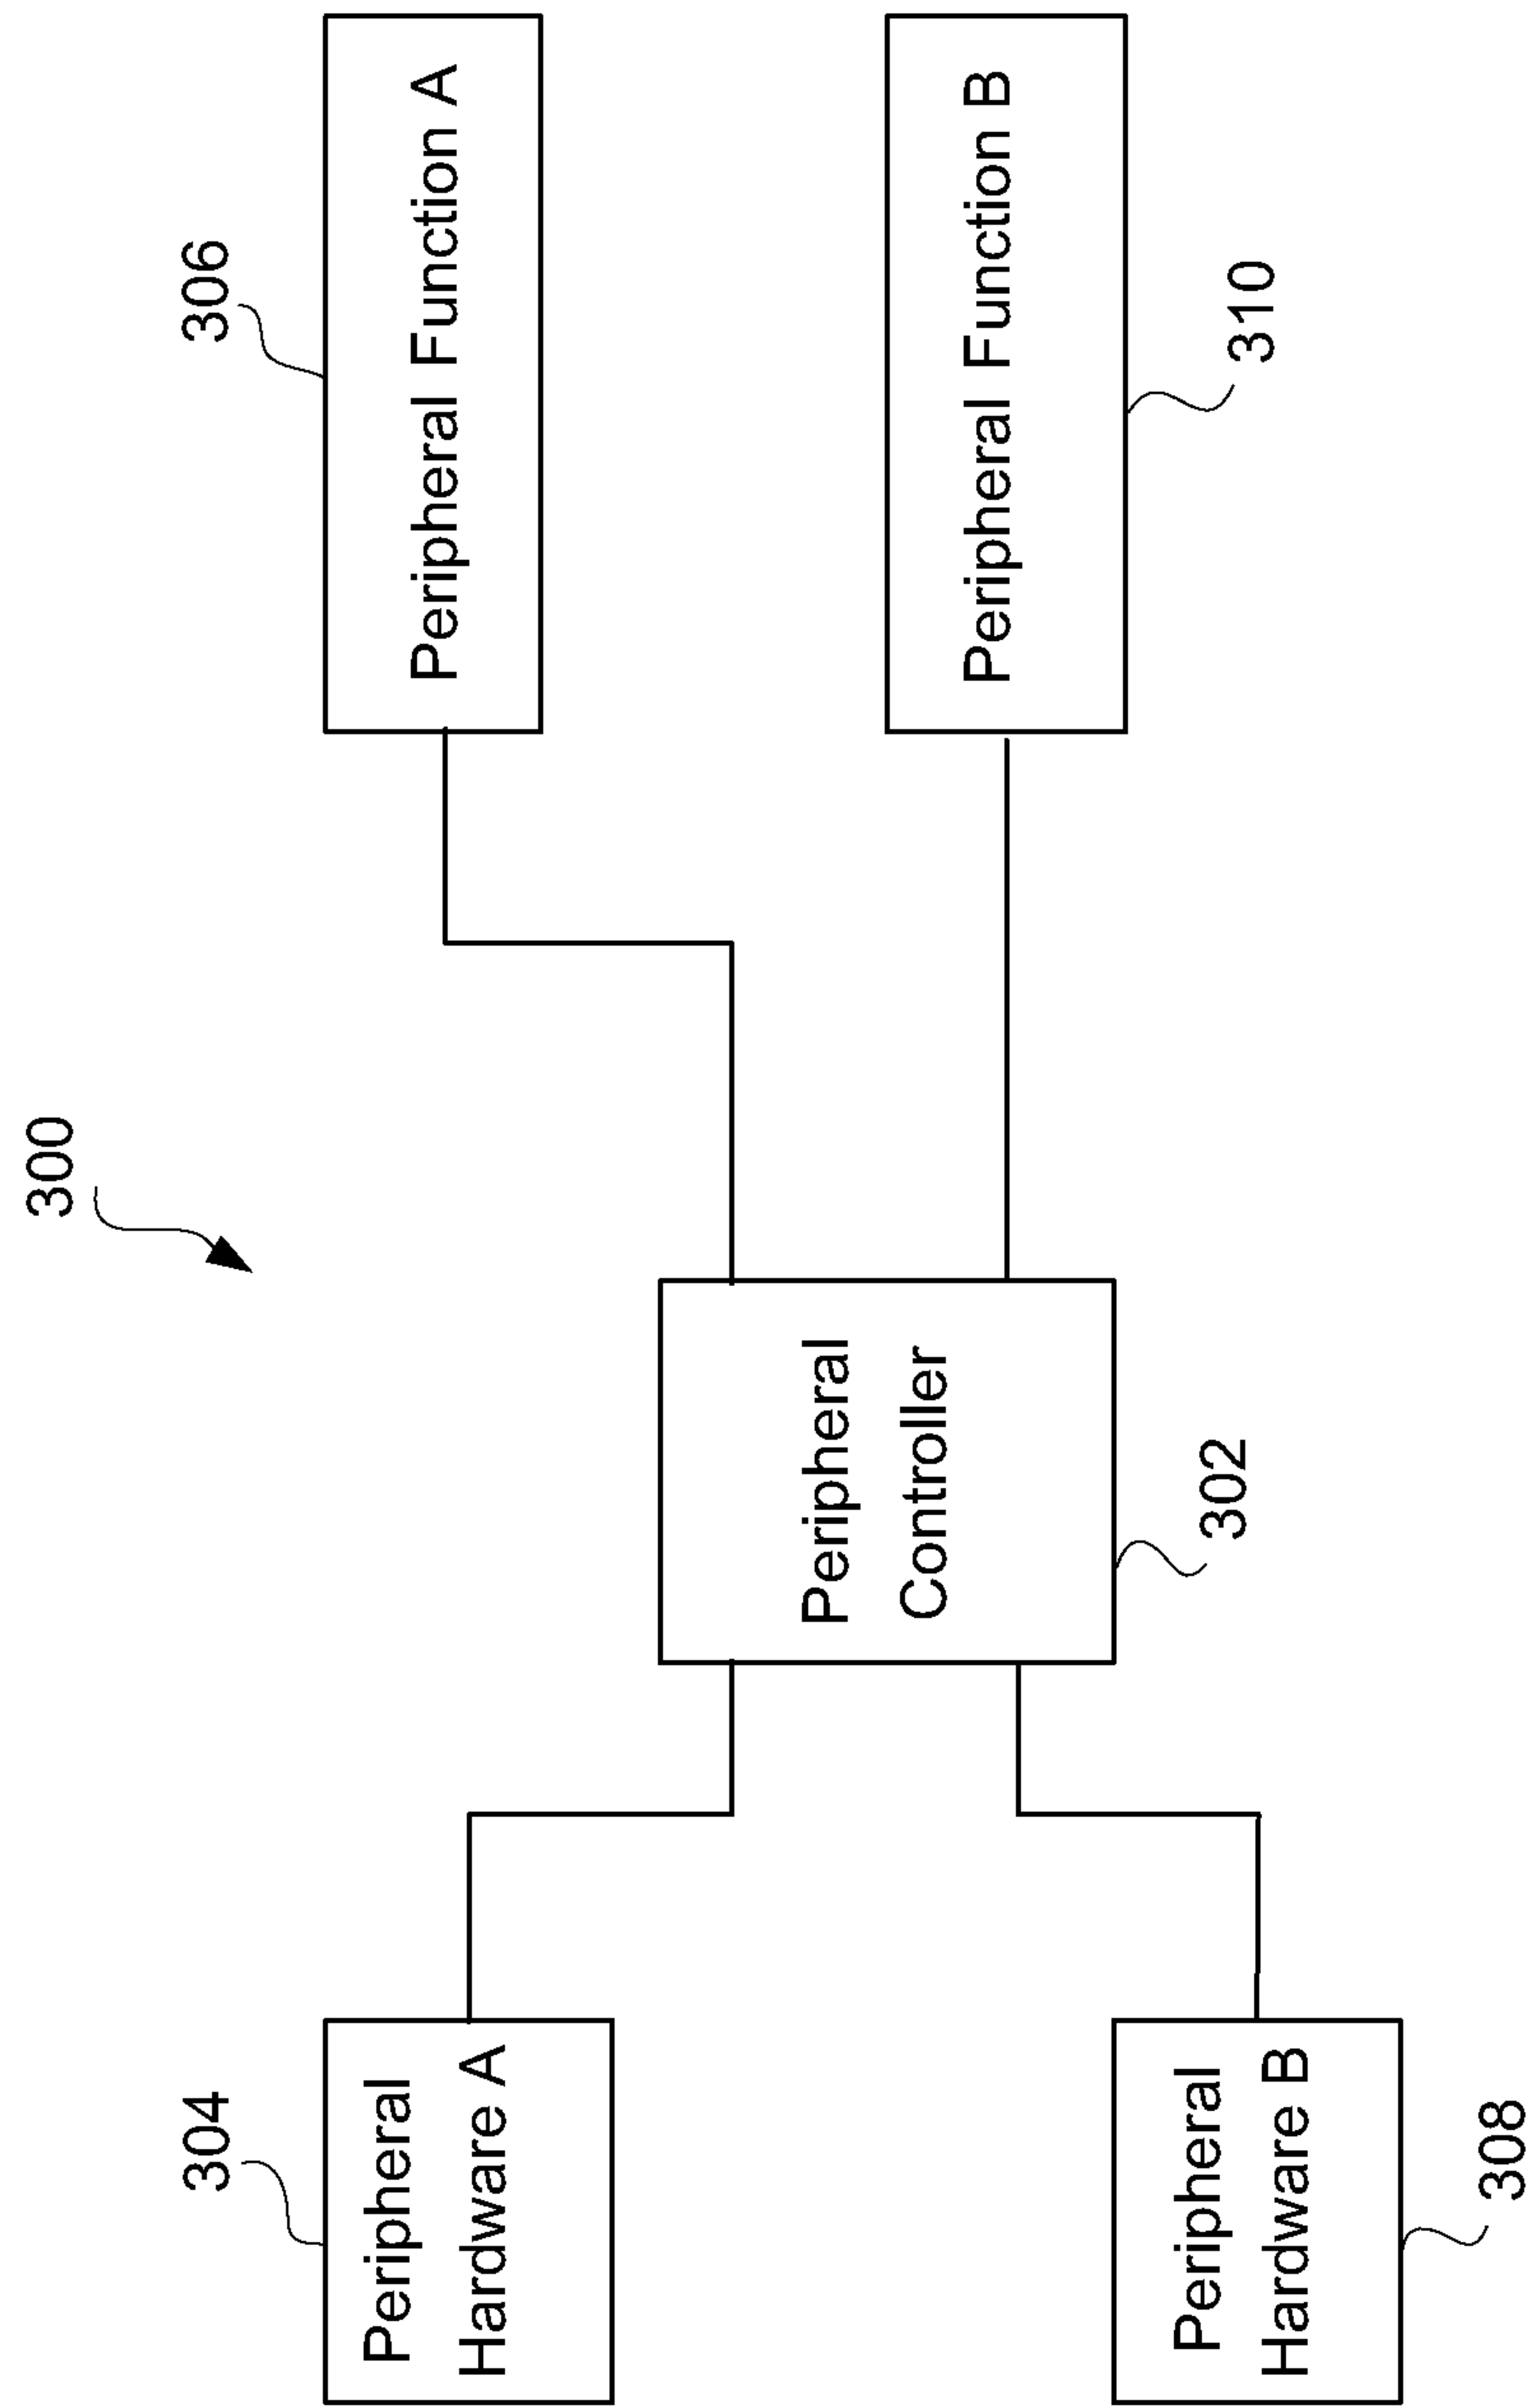 300
304
306
Peripheral
Hardware A
Peripheral Function A
Peripheral
Controller
302
Peripheral Function B
310
Peripheral
Hardware B
308